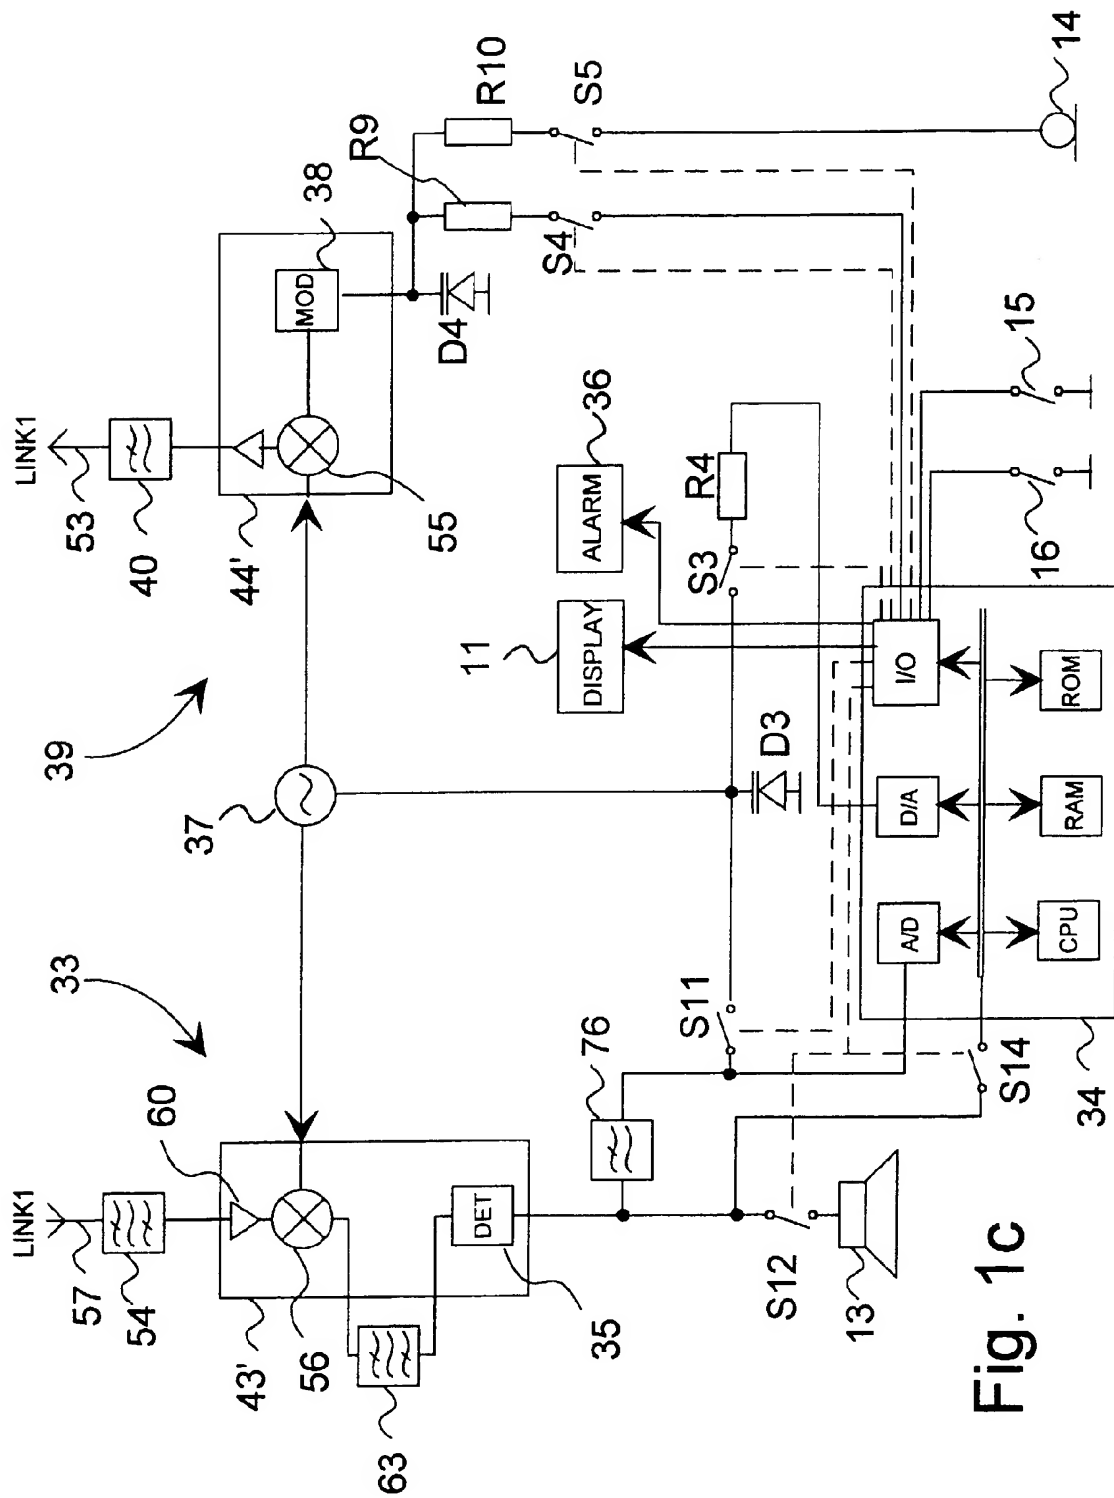 LINK1
57
54
60
33
43'
56
63
DET
35
37
39
LINK1
53
40
44'
55
MOD
38
D4
R9
R10
S4
S5
14
76
S11
S12
13
S14
34
D3
11
DISPLAY
ALARM
36
S3
R4
A/D
D/A
I/O
CPU
RAM
ROM
16
15
Fig. 1c